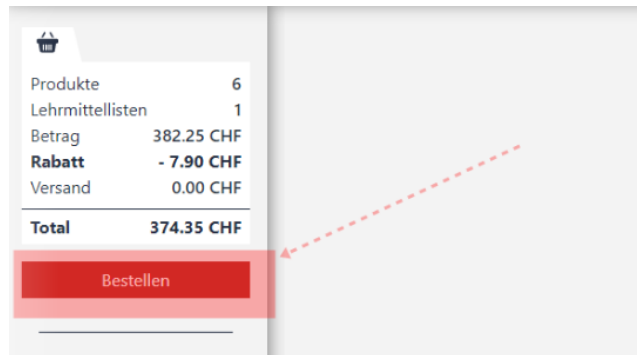 Produkte 6
Lehrmittellisten 1
Betrag 382.25 CHF
Rabatt - 7.90 CHF
Versand 0.00 CHF
Total 374.35 CHF
Bestellen